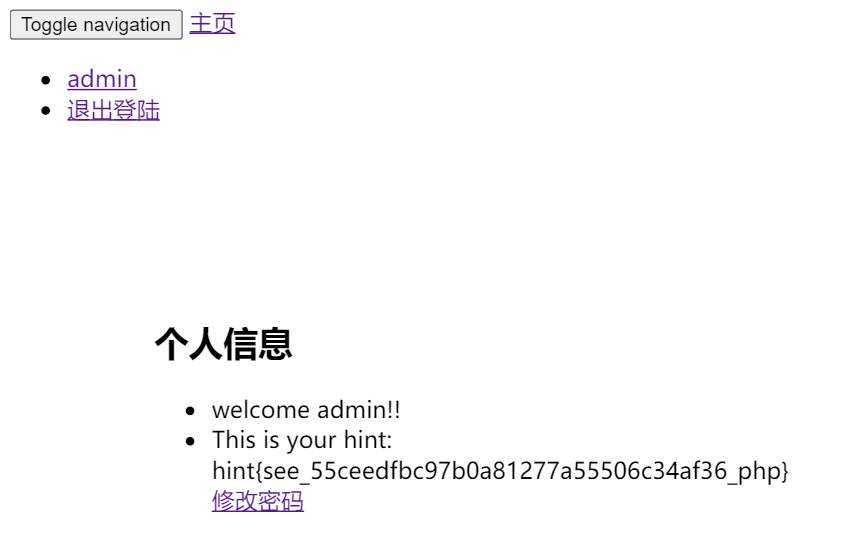 Toggle navigation 主页
admin
退出登陆
个人信息
welcome admin!!
This is your hint:
hint{see_55ceedfbc97b0a81277a55506c34af36_php}
修改密码